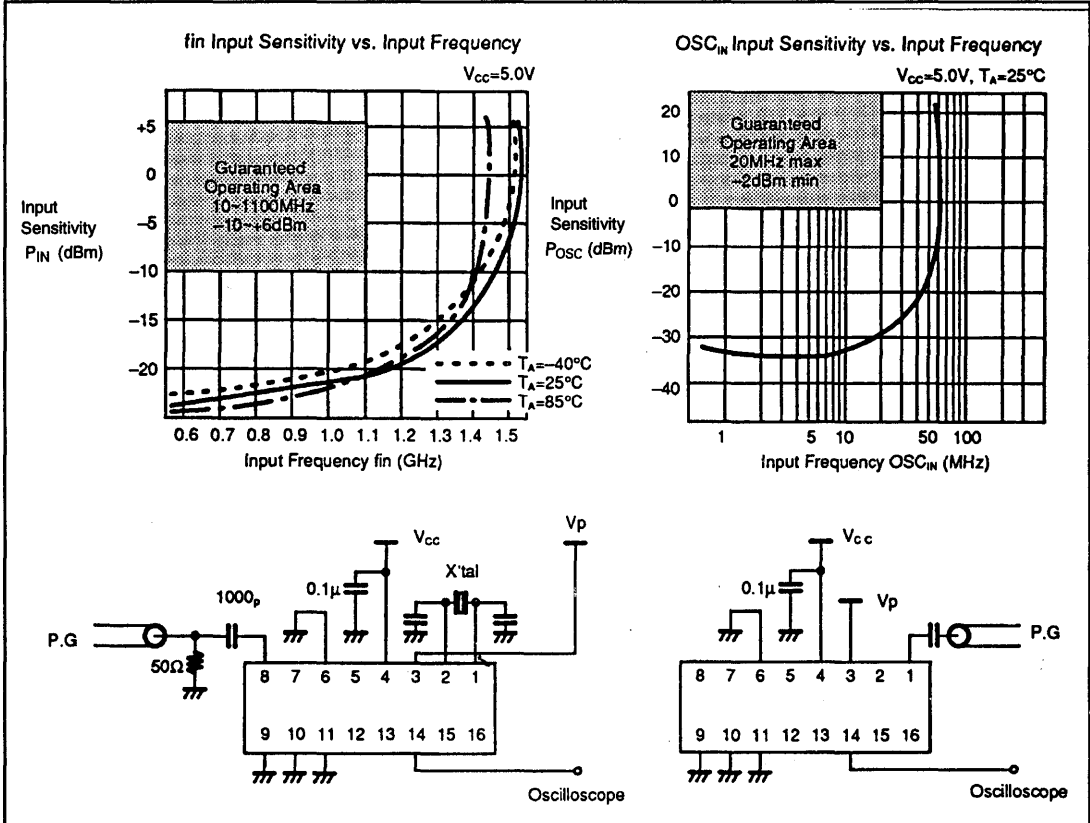 fin Input Sensitivity vs. Input Frequency
VCC=5.0V
+5
0
−5
−10
−15
−20
Input
Sensitivity
PIN (dBm)
Guaranteed
Operating Area
10~1100MHz
−10~+6dBm
TA=−40°C
TA=25°C
TA=85°C
0.6 0.7 0.8 0.9 1.0 1.1 1.2 1.3 1.4 1.5
Input Frequency fin (GHz)
OSCIN Input Sensitivity vs. Input Frequency
VCC=5.0V, TA=25°C
20
10
0
−10
−20
−30
−40
Input
Sensitivity
POSC (dBm)
Guaranteed
Operating Area
20MHz max
−2dBm min
1 5 10 50 100
Input Frequency OSCIN (MHz)
P.G
50Ω
1000p
0.1µ
Vcc
X'tal
Vp
8 7 6 5 4 3 2 1
9 10 11 12 13 14 15 16
Oscilloscope
0.1µ
Vcc
Vp
P.G
8 7 6 5 4 3 2 1
9 10 11 12 13 14 15 16
Oscilloscope